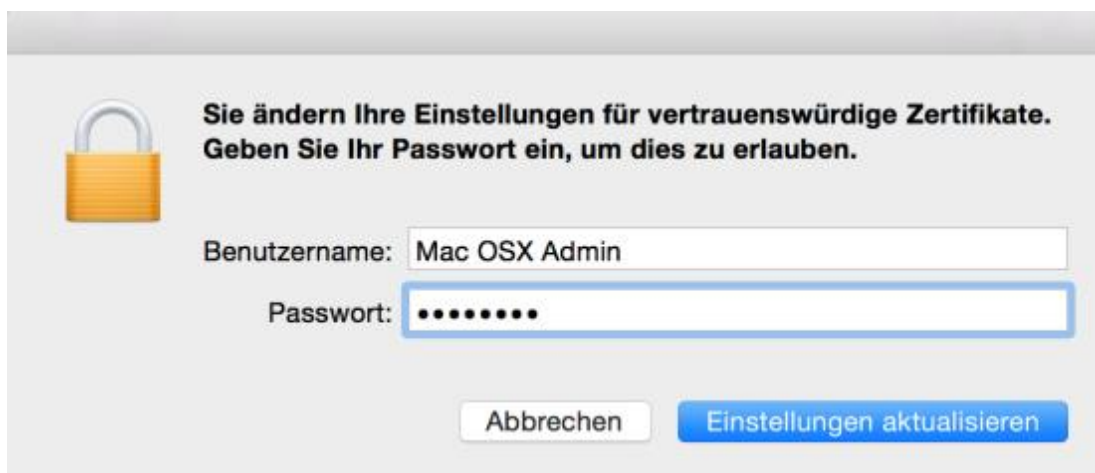 Sie ändern Ihre Einstellungen für vertrauenswürdige Zertifikate.
Geben Sie Ihr Passwort ein, um dies zu erlauben.
Benutzername: Mac OSX Admin
Passwort: ••••••••
Abbrechen Einstellungen aktualisieren